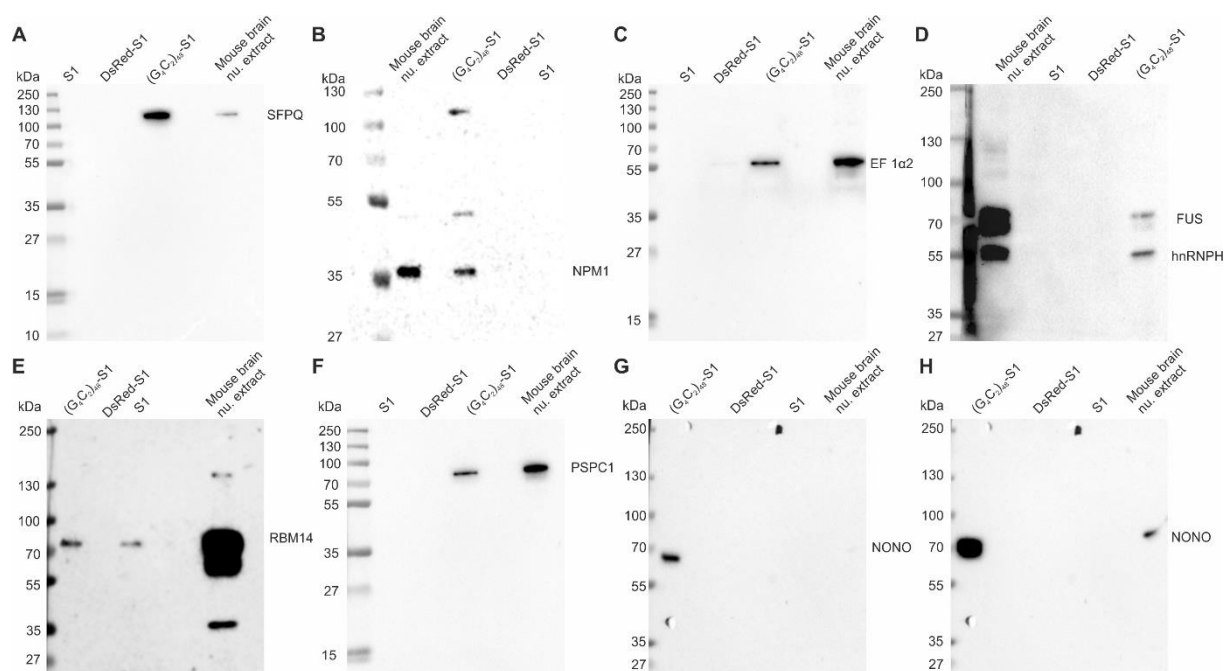 A
S1
DsRed-S1
(G₄C₂)₄₈-S1
Mouse brain
nu. extract
kDa
250
130
100
70
55
35
27
15
10
SFPQ
B
Mouse brain
nu. extract
(G₄C₂)₄₈-S1
DsRed-S1
S1
kDa
130
100
70
55
35
27
NPM1
C
S1
DsRed-S1
(G₄C₂)₄₈-S1
Mouse brain
nu. extract
kDa
250
130
100
70
55
35
27
15
EF 1α2
D
Mouse brain
nu. extract
S1
DsRed-S1
(G₄C₂)₄₈-S1
kDa
250
130
100
70
55
35
27
FUS
hnRNPH
E
(G₄C₂)₄₈-S1
DsRed-S1
S1
Mouse brain
nu. extract
kDa
250
130
100
70
55
35
27
RBM14
F
S1
DsRed-S1
(G₄C₂)₄₈-S1
Mouse brain
nu. extract
kDa
250
130
100
70
55
35
27
15
PSPC1
G
(G₄C₂)₄₈-S1
DsRed-S1
S1
Mouse brain
nu. extract
kDa
250
130
100
70
55
35
27
NONO
H
(G₄C₂)₄₈-S1
DsRed-S1
S1
Mouse brain
nu. extract
kDa
250
130
100
70
55
35
27
NONO